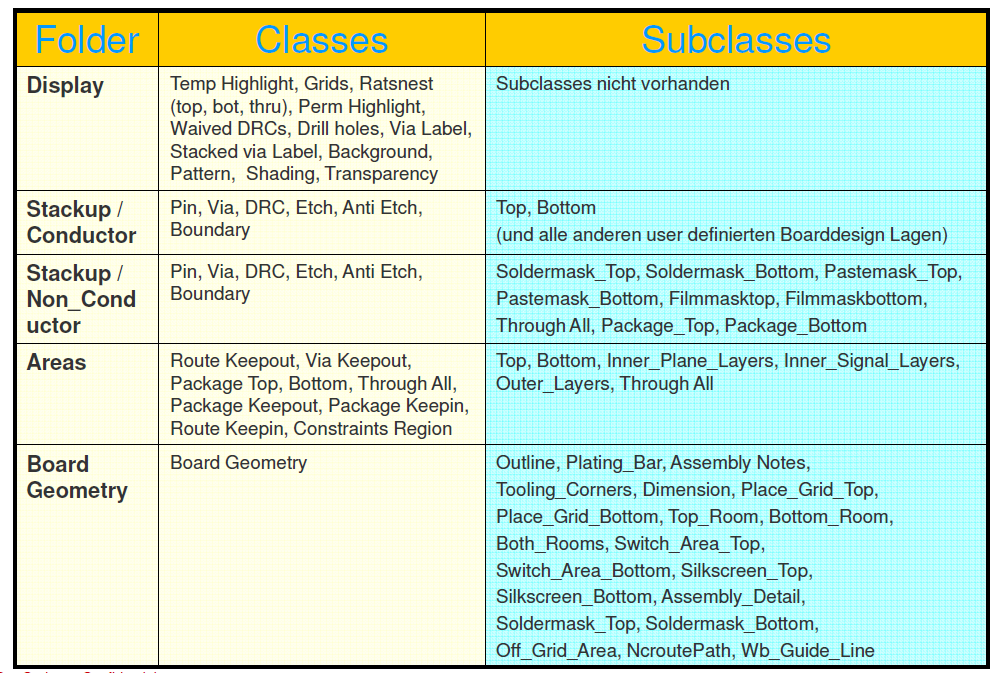 Folder
Classes
Subclasses
Display
Temp Highlight, Grids, Ratsnest
(top, bot, thru), Perm Highlight,
Waived DRCs, Drill holes, Via Label,
Stacked via Label, Background,
Pattern, Shading, Transparency
Subclasses nicht vorhanden
Stackup /
Conductor
Pin, Via, DRC, Etch, Anti Etch,
Boundary
Top, Bottom
(und alle anderen user definierten Boarddesign Lagen)
Stackup /
Non_Cond
uctor
Pin, Via, DRC, Etch, Anti Etch,
Boundary
Soldermask_Top, Soldermask_Bottom, Pastemask_Top,
Pastemask_Bottom, Filmmasktop, Filmmaskbottom,
Through All, Package_Top, Package_Bottom
Areas
Route Keepout, Via Keepout,
Package Top, Bottom, Through All,
Package Keepout, Package Keepin,
Route Keepin, Constraints Region
Top, Bottom, Inner_Plane_Layers, Inner_Signal_Layers,
Outer_Layers, Through All
Board
Geometry
Board Geometry
Outline, Plating_Bar, Assembly Notes,
Tooling_Corners, Dimension, Place_Grid_Top,
Place_Grid_Bottom, Top_Room, Bottom_Room,
Both_Rooms, Switch_Area_Top,
Switch_Area_Bottom, Silkscreen_Top,
Silkscreen_Bottom, Assembly_Detail,
Soldermask_Top, Soldermask_Bottom,
Off_Grid_Area, NcroutePath, Wb_Guide_Line